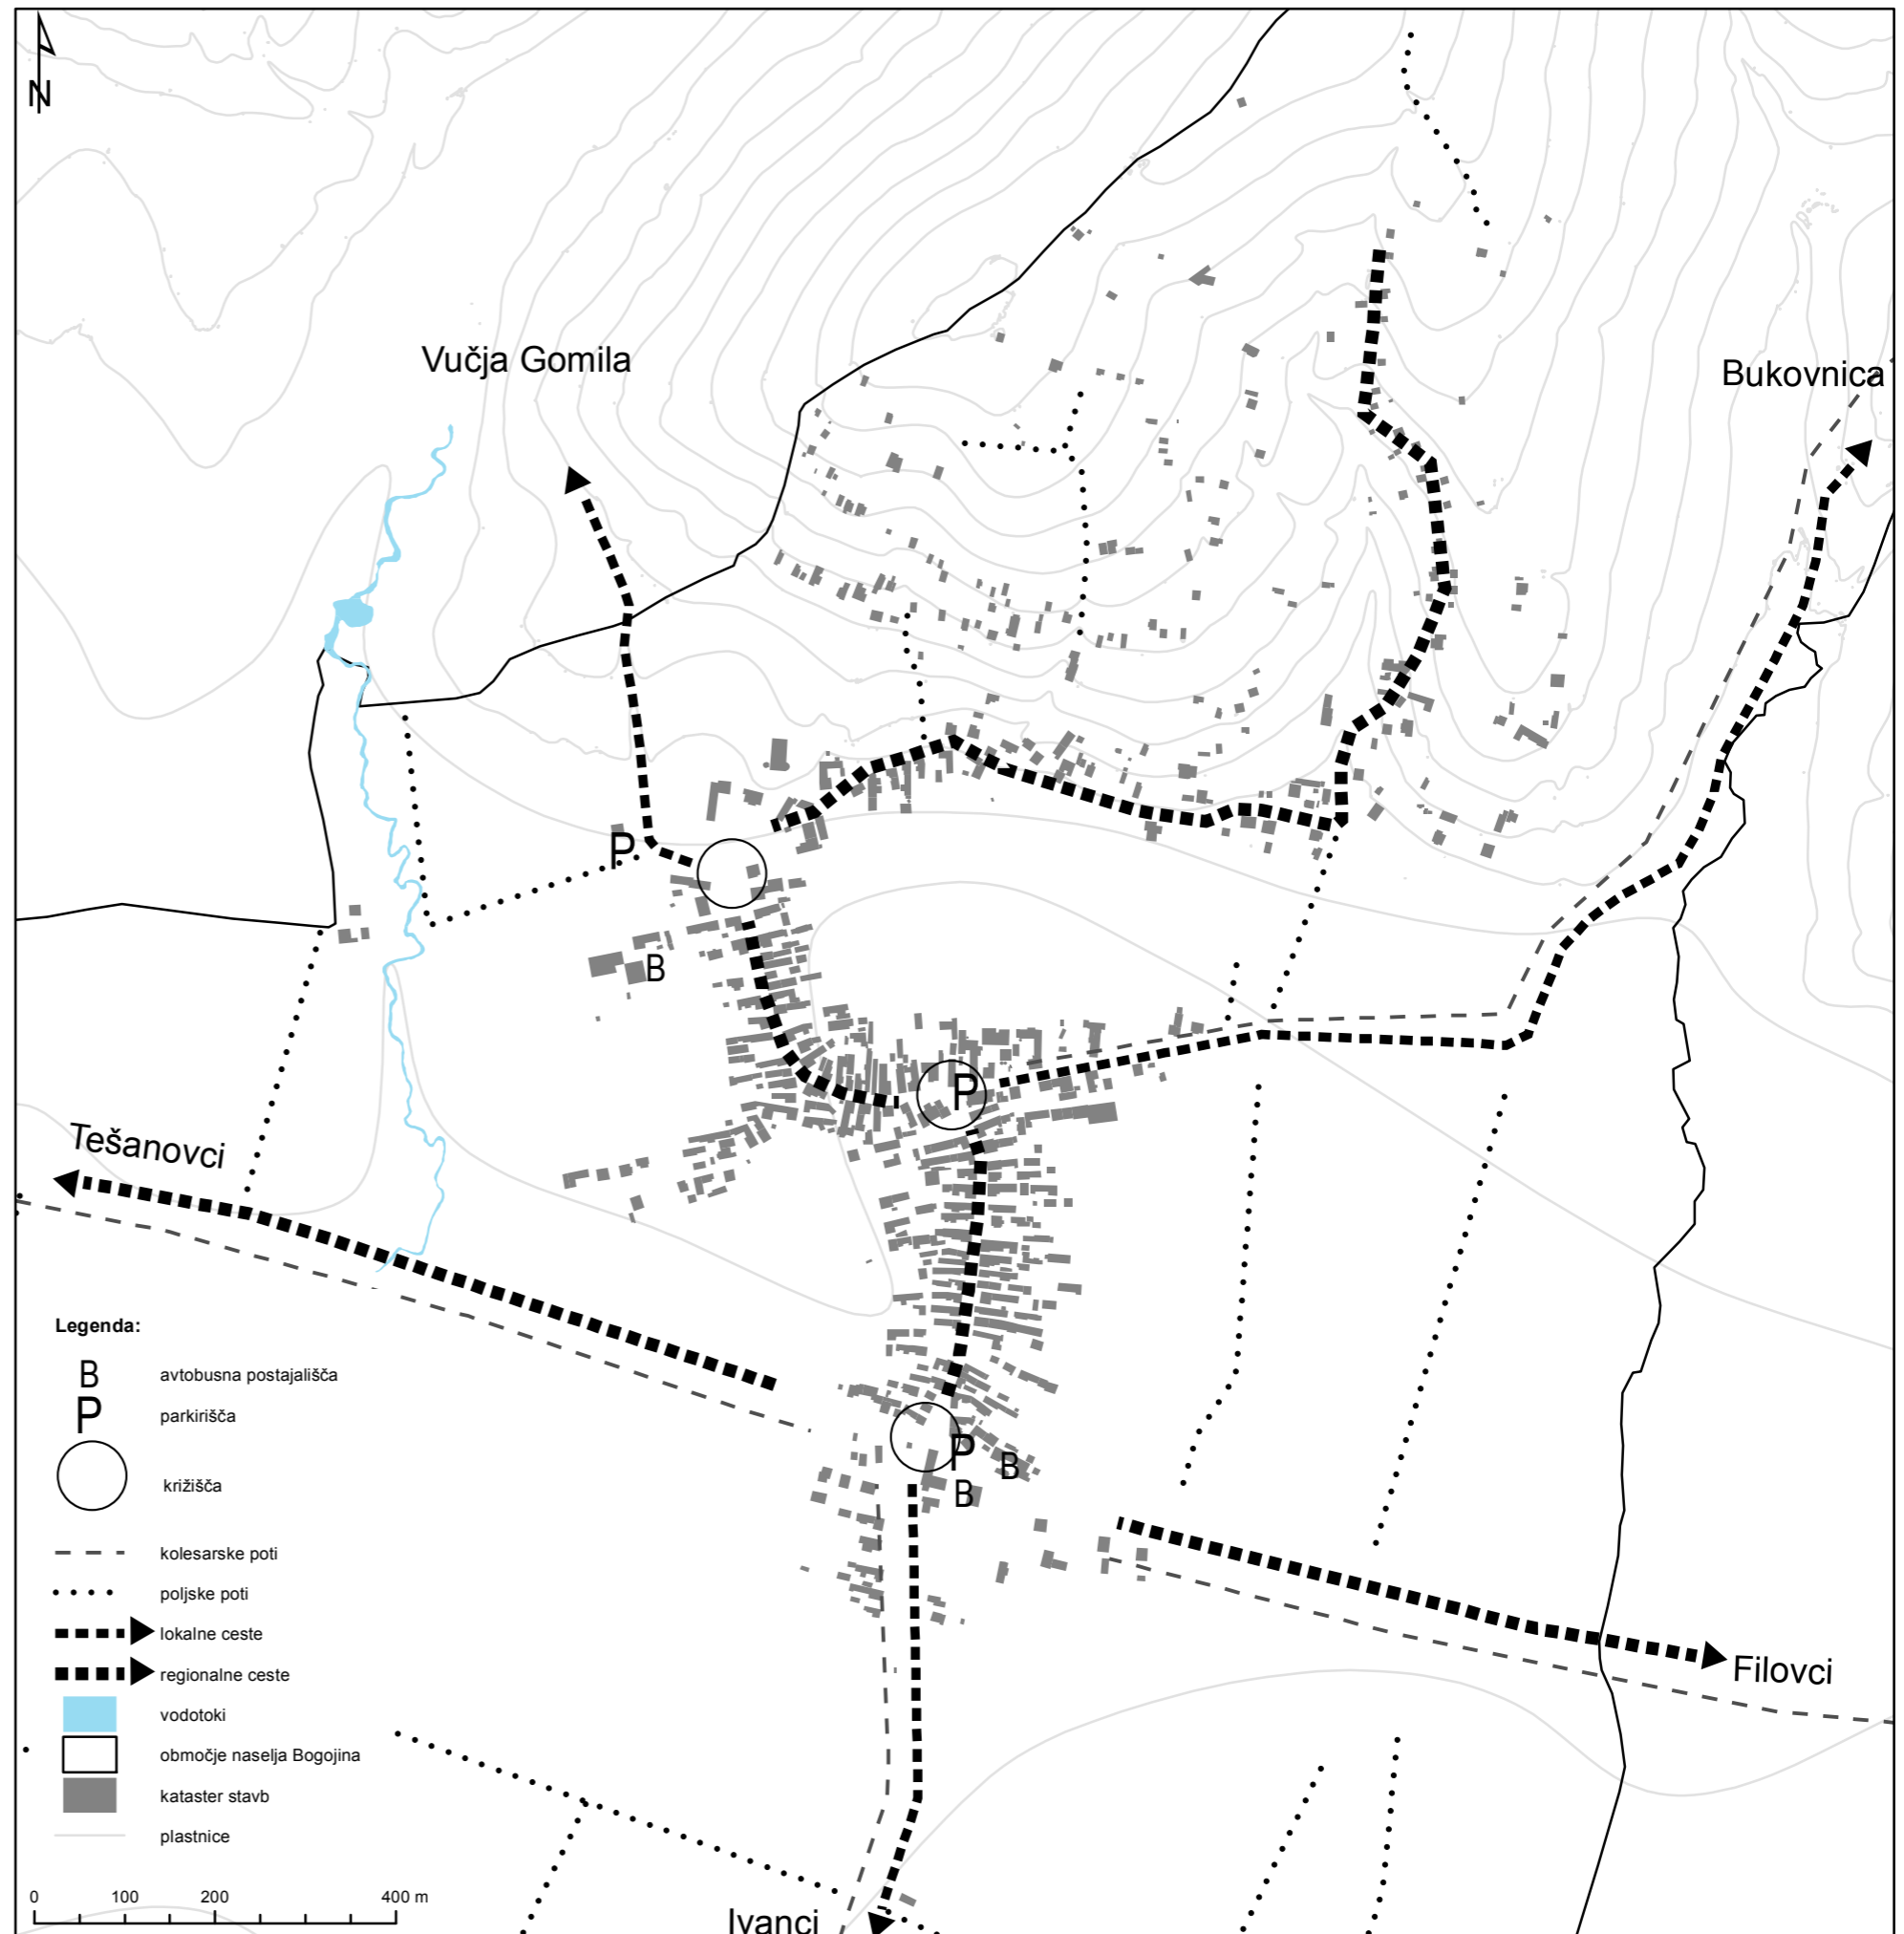 N
Vučja Gomila
Bukovnica
P
B
P
Tešanovci
P
B
B
Filovci
Ivanci
Legenda:
B avtobusna postajališča
P parkirišča
križišča
kolesarske poti
poljske poti
lokalne ceste
regionalne ceste
vodotoki
območje naselja Bogojina
kataster stavb
plastnice
0 100 200 400 m